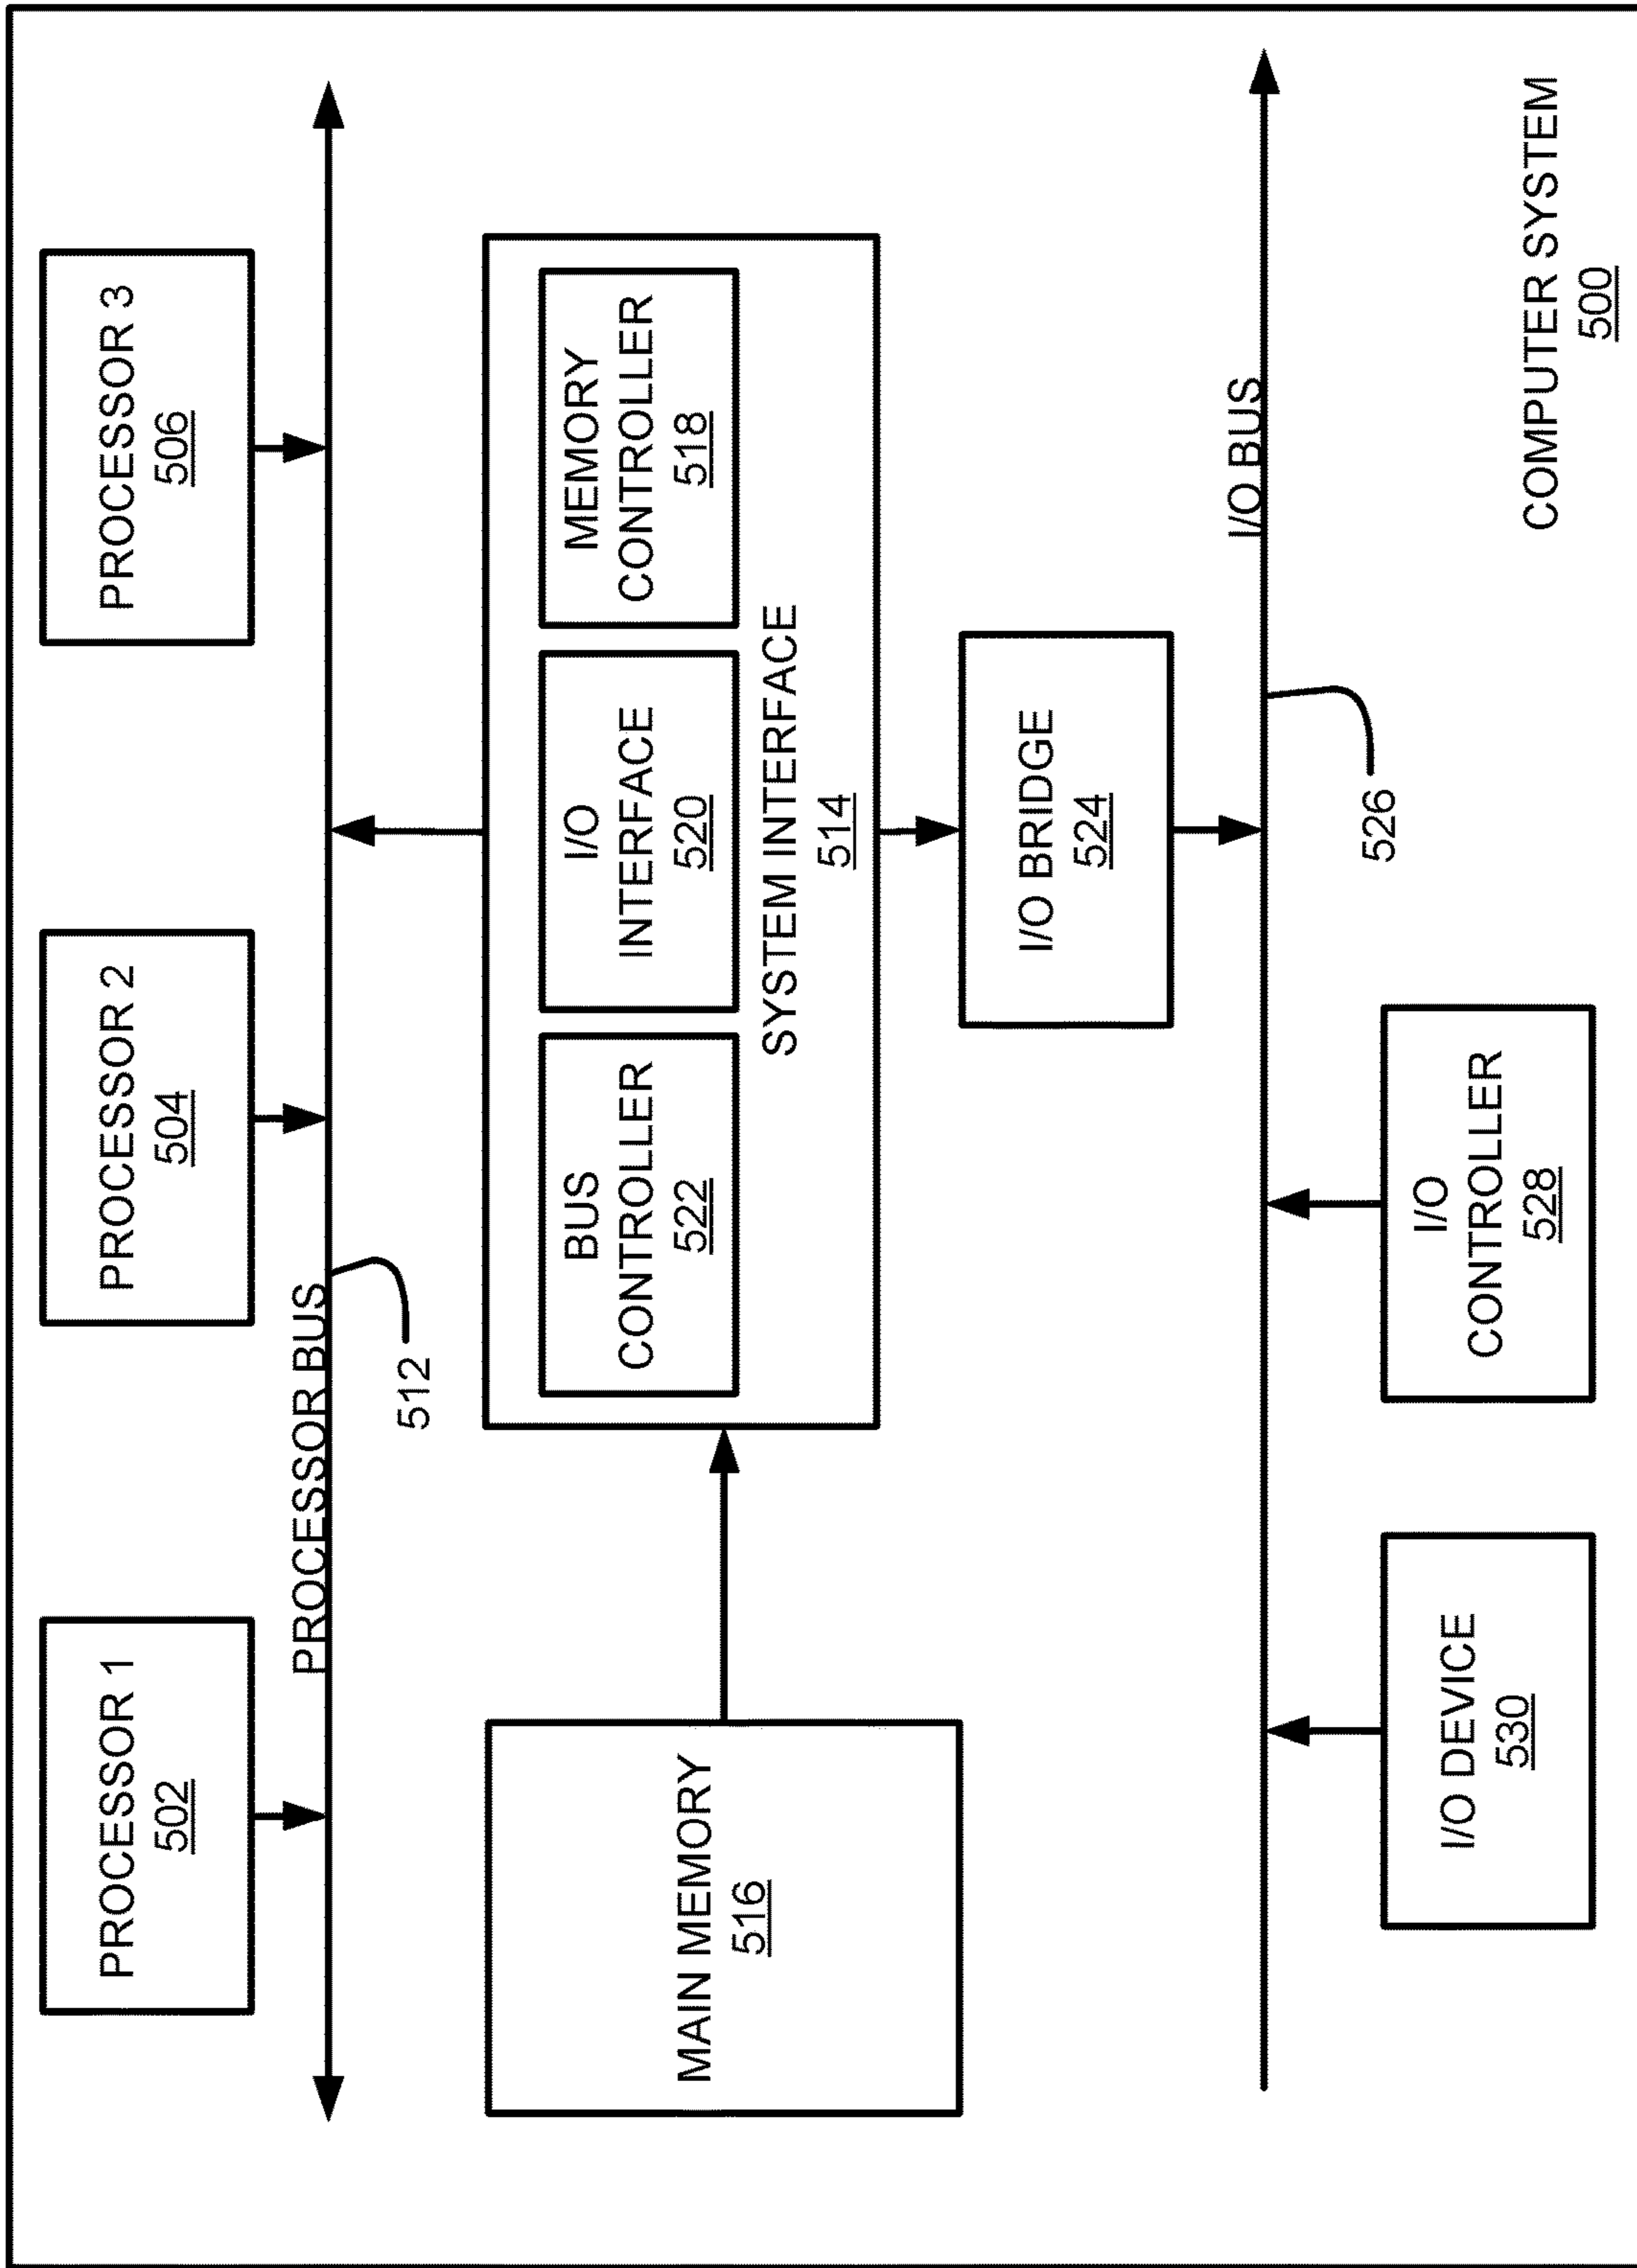 PROCESSOR 1
502
PROCESSOR 2
504
PROCESSOR 3
506
PROCESSOR BUS
512
MAIN MEMORY
516
BUS
CONTROLLER
522
I/O
INTERFACE
520
MEMORY
CONTROLLER
518
SYSTEM INTERFACE
514
I/O BRIDGE
524
I/O BUS
526
I/O DEVICE
530
I/O
CONTROLLER
528
COMPUTER SYSTEM
500